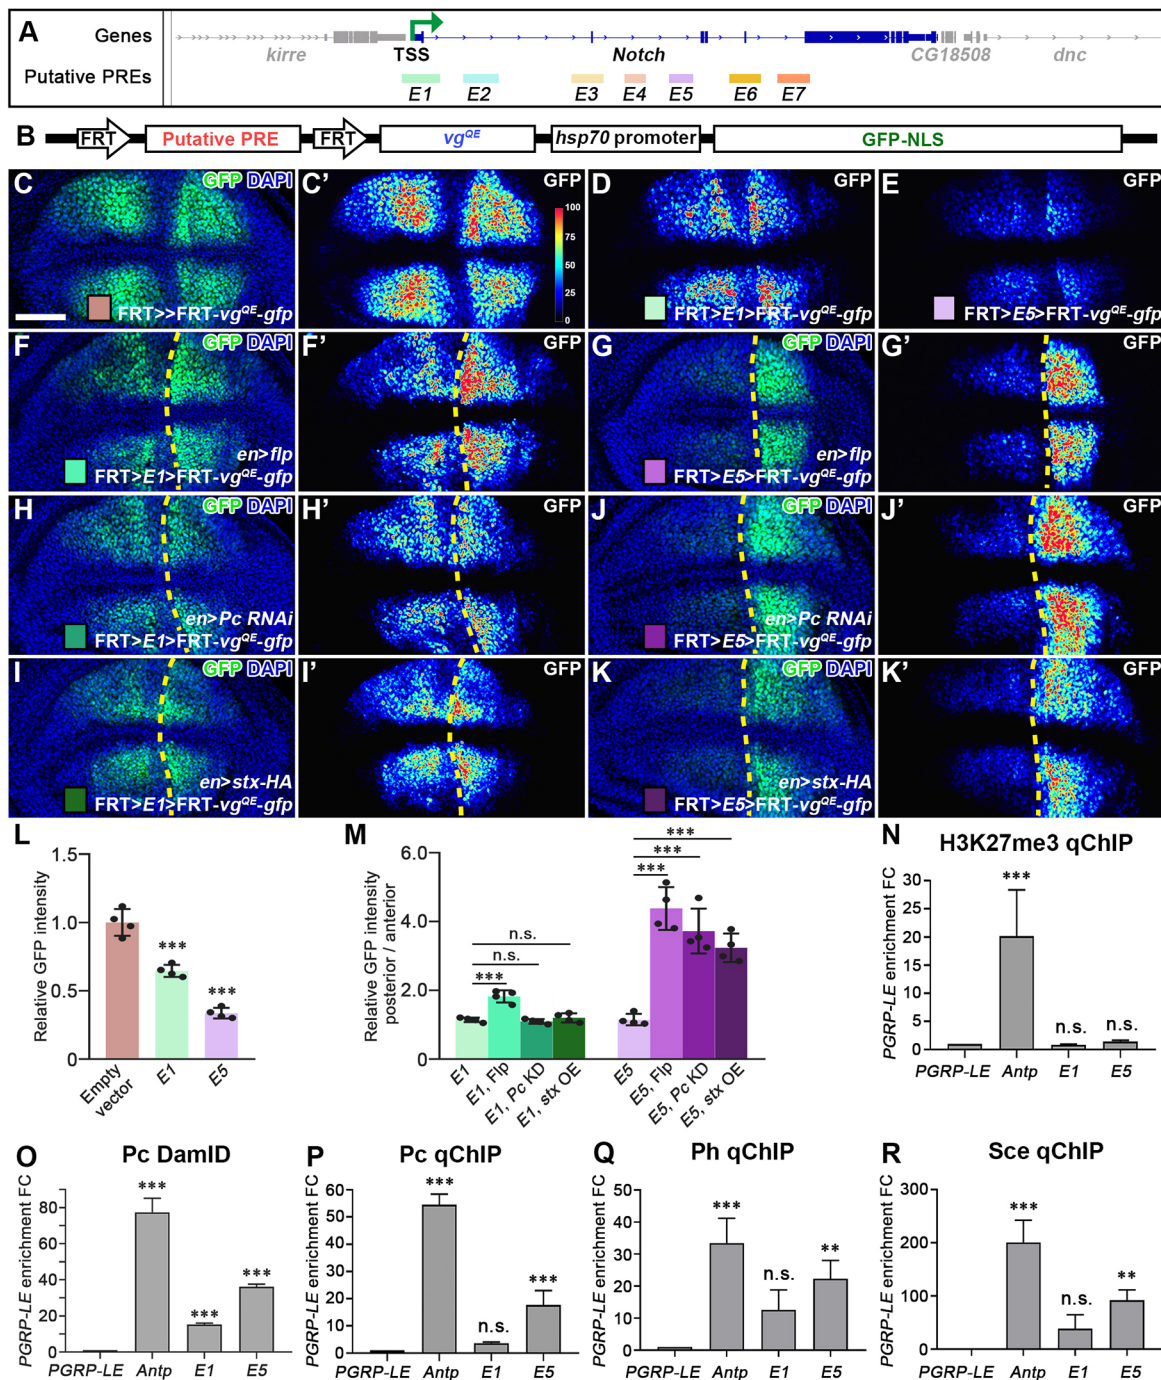 A
Genes
kirre
TSS
Notch
CG18508
dnc
Putative PREs
E1 E2 E3 E4 E5 E6 E7
B
FRT Putative PRE FRT vgQE hsp70 promoter GFP-NLS
C GFP DAPI
FRT>>FRT-vgQE-gfp
C’ GFP
100
75
50
25
0
D GFP
FRT>E1>FRT-vgQE-gfp
E GFP
FRT>E5>FRT-vgQE-gfp
F GFP DAPI
en>flp
FRT>E1>FRT-vgQE-gfp
F’ GFP
G GFP DAPI
en>flp
FRT>E5>FRT-vgQE-gfp
G’ GFP
H GFP DAPI
en>Pc RNAi
FRT>E1>FRT-vgQE-gfp
H’ GFP
J GFP DAPI
en>Pc RNAi
FRT>E5>FRT-vgQE-gfp
J’ GFP
I GFP DAPI
en>stx-HA
FRT>E1>FRT-vgQE-gfp
I’ GFP
K GFP DAPI
en>stx-HA
FRT>E5>FRT-vgQE-gfp
K’ GFP
L
Relative GFP intensity
1.5
1.0
0.5
0
***
***
Empty vector
E1
E5
M
Relative GFP intensity
posterior / anterior
6.0
4.0
2.0
0
n.s.
n.s.
***
***
***
***
E1
E1, Flp
E1, Pc KD
E1, stx OE
E5
E5, Flp
E5, Pc KD
E5, stx OE
N H3K27me3 qChIP
PGRP-LE enrichment FC
30
25
20
15
10
5
0
***
n.s.
n.s.
PGRP-LE Antp E1 E5
O Pc DamID
PGRP-LE enrichment FC
80
60
40
20
0
***
***
***
PGRP-LE Antp E1 E5
P Pc qChIP
PGRP-LE enrichment FC
60
50
40
30
20
10
0
***
n.s.
***
PGRP-LE Antp E1 E5
Q Ph qChIP
PGRP-LE enrichment FC
50
40
30
20
10
0
***
n.s.
**
PGRP-LE Antp E1 E5
R Sce qChIP
PGRP-LE enrichment FC
300
200
100
0
***
n.s.
**
PGRP-LE Antp E1 E5